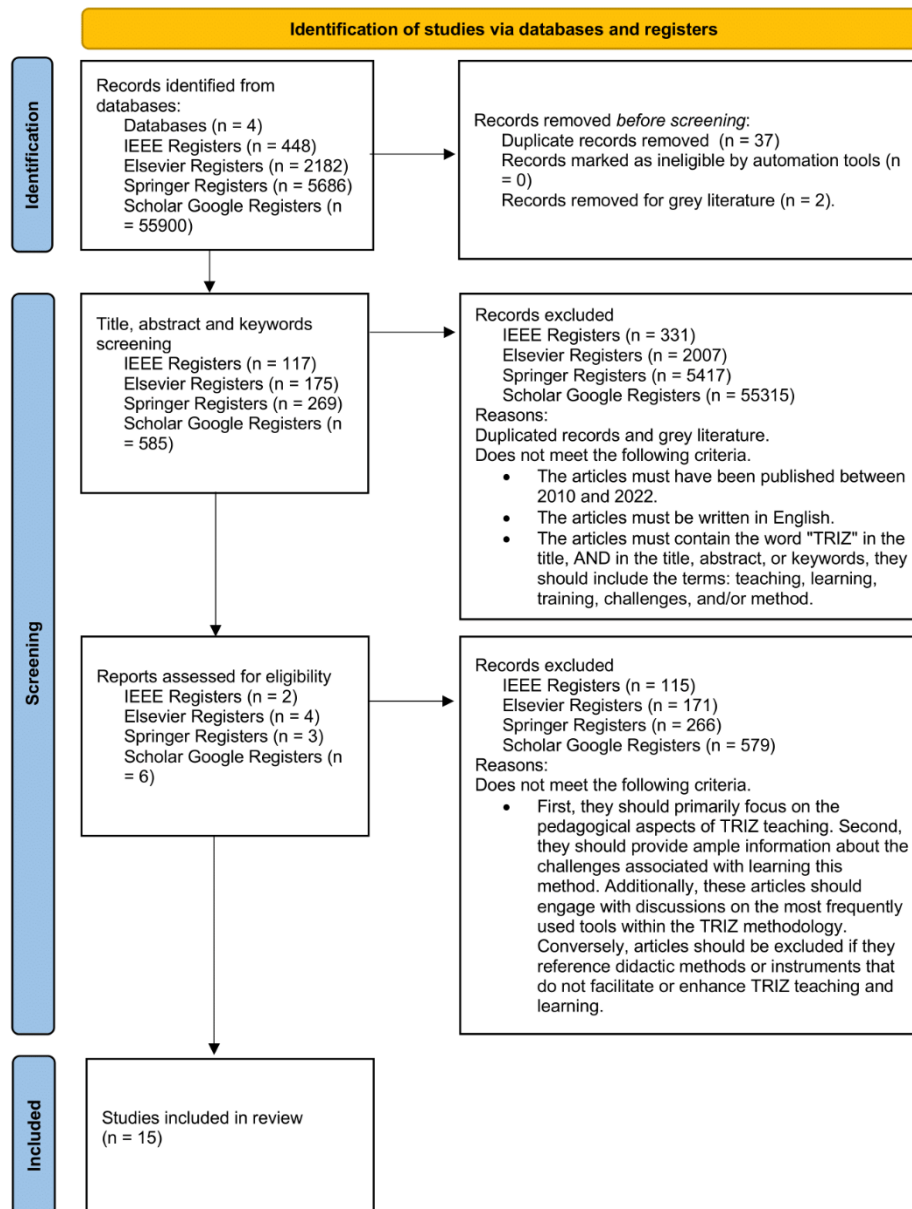 Identification of studies via databases and registers
Identification
Records identified from
databases:
Databases (n = 4)
IEEE Registers (n = 448)
Elsevier Registers (n = 2182)
Springer Registers (n = 5686)
Scholar Google Registers (n
= 55900)
Records removed before screening:
Duplicate records removed (n = 37)
Records marked as ineligible by automation tools (n
= 0)
Records removed for grey literature (n = 2).
Screening
Title, abstract and keywords
screening
IEEE Registers (n = 117)
Elsevier Registers (n = 175)
Springer Registers (n = 269)
Scholar Google Registers (n
= 585)
Records excluded
IEEE Registers (n = 331)
Elsevier Registers (n = 2007)
Springer Registers (n = 5417)
Scholar Google Registers (n = 55315)
Reasons:
Duplicated records and grey literature.
Does not meet the following criteria.
• The articles must have been published between
2010 and 2022.
• The articles must be written in English.
• The articles must contain the word "TRIZ" in the
title, AND in the title, abstract, or keywords, they
should include the terms: teaching, learning,
training, challenges, and/or method.
Reports assessed for eligibility
IEEE Registers (n = 2)
Elsevier Registers (n = 4)
Springer Registers (n = 3)
Scholar Google Registers (n
= 6)
Records excluded
IEEE Registers (n = 115)
Elsevier Registers (n = 171)
Springer Registers (n = 266)
Scholar Google Registers (n = 579)
Reasons:
Does not meet the following criteria.
• First, they should primarily focus on the
pedagogical aspects of TRIZ teaching. Second,
they should provide ample information about the
challenges associated with learning this
method. Additionally, these articles should
engage with discussions on the most frequently
used tools within the TRIZ methodology.
Conversely, articles should be excluded if they
reference didactic methods or instruments that
do not facilitate or enhance TRIZ teaching and
learning.
Included
Studies included in review
(n = 15)